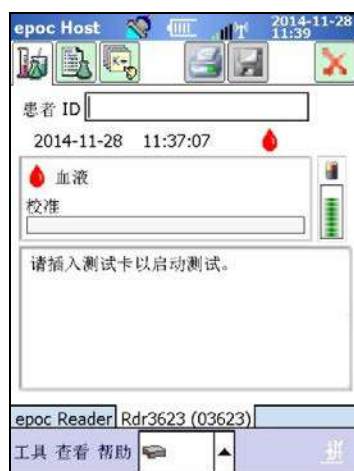 epoc Host 2014-11-28
11:39
K+
患者 ID
2014-11-28 11:37:07
血液
校准
请插入测试卡以启动测试。
epoc Reader Rdr3623 (03623)
工具 查看 帮助 拼